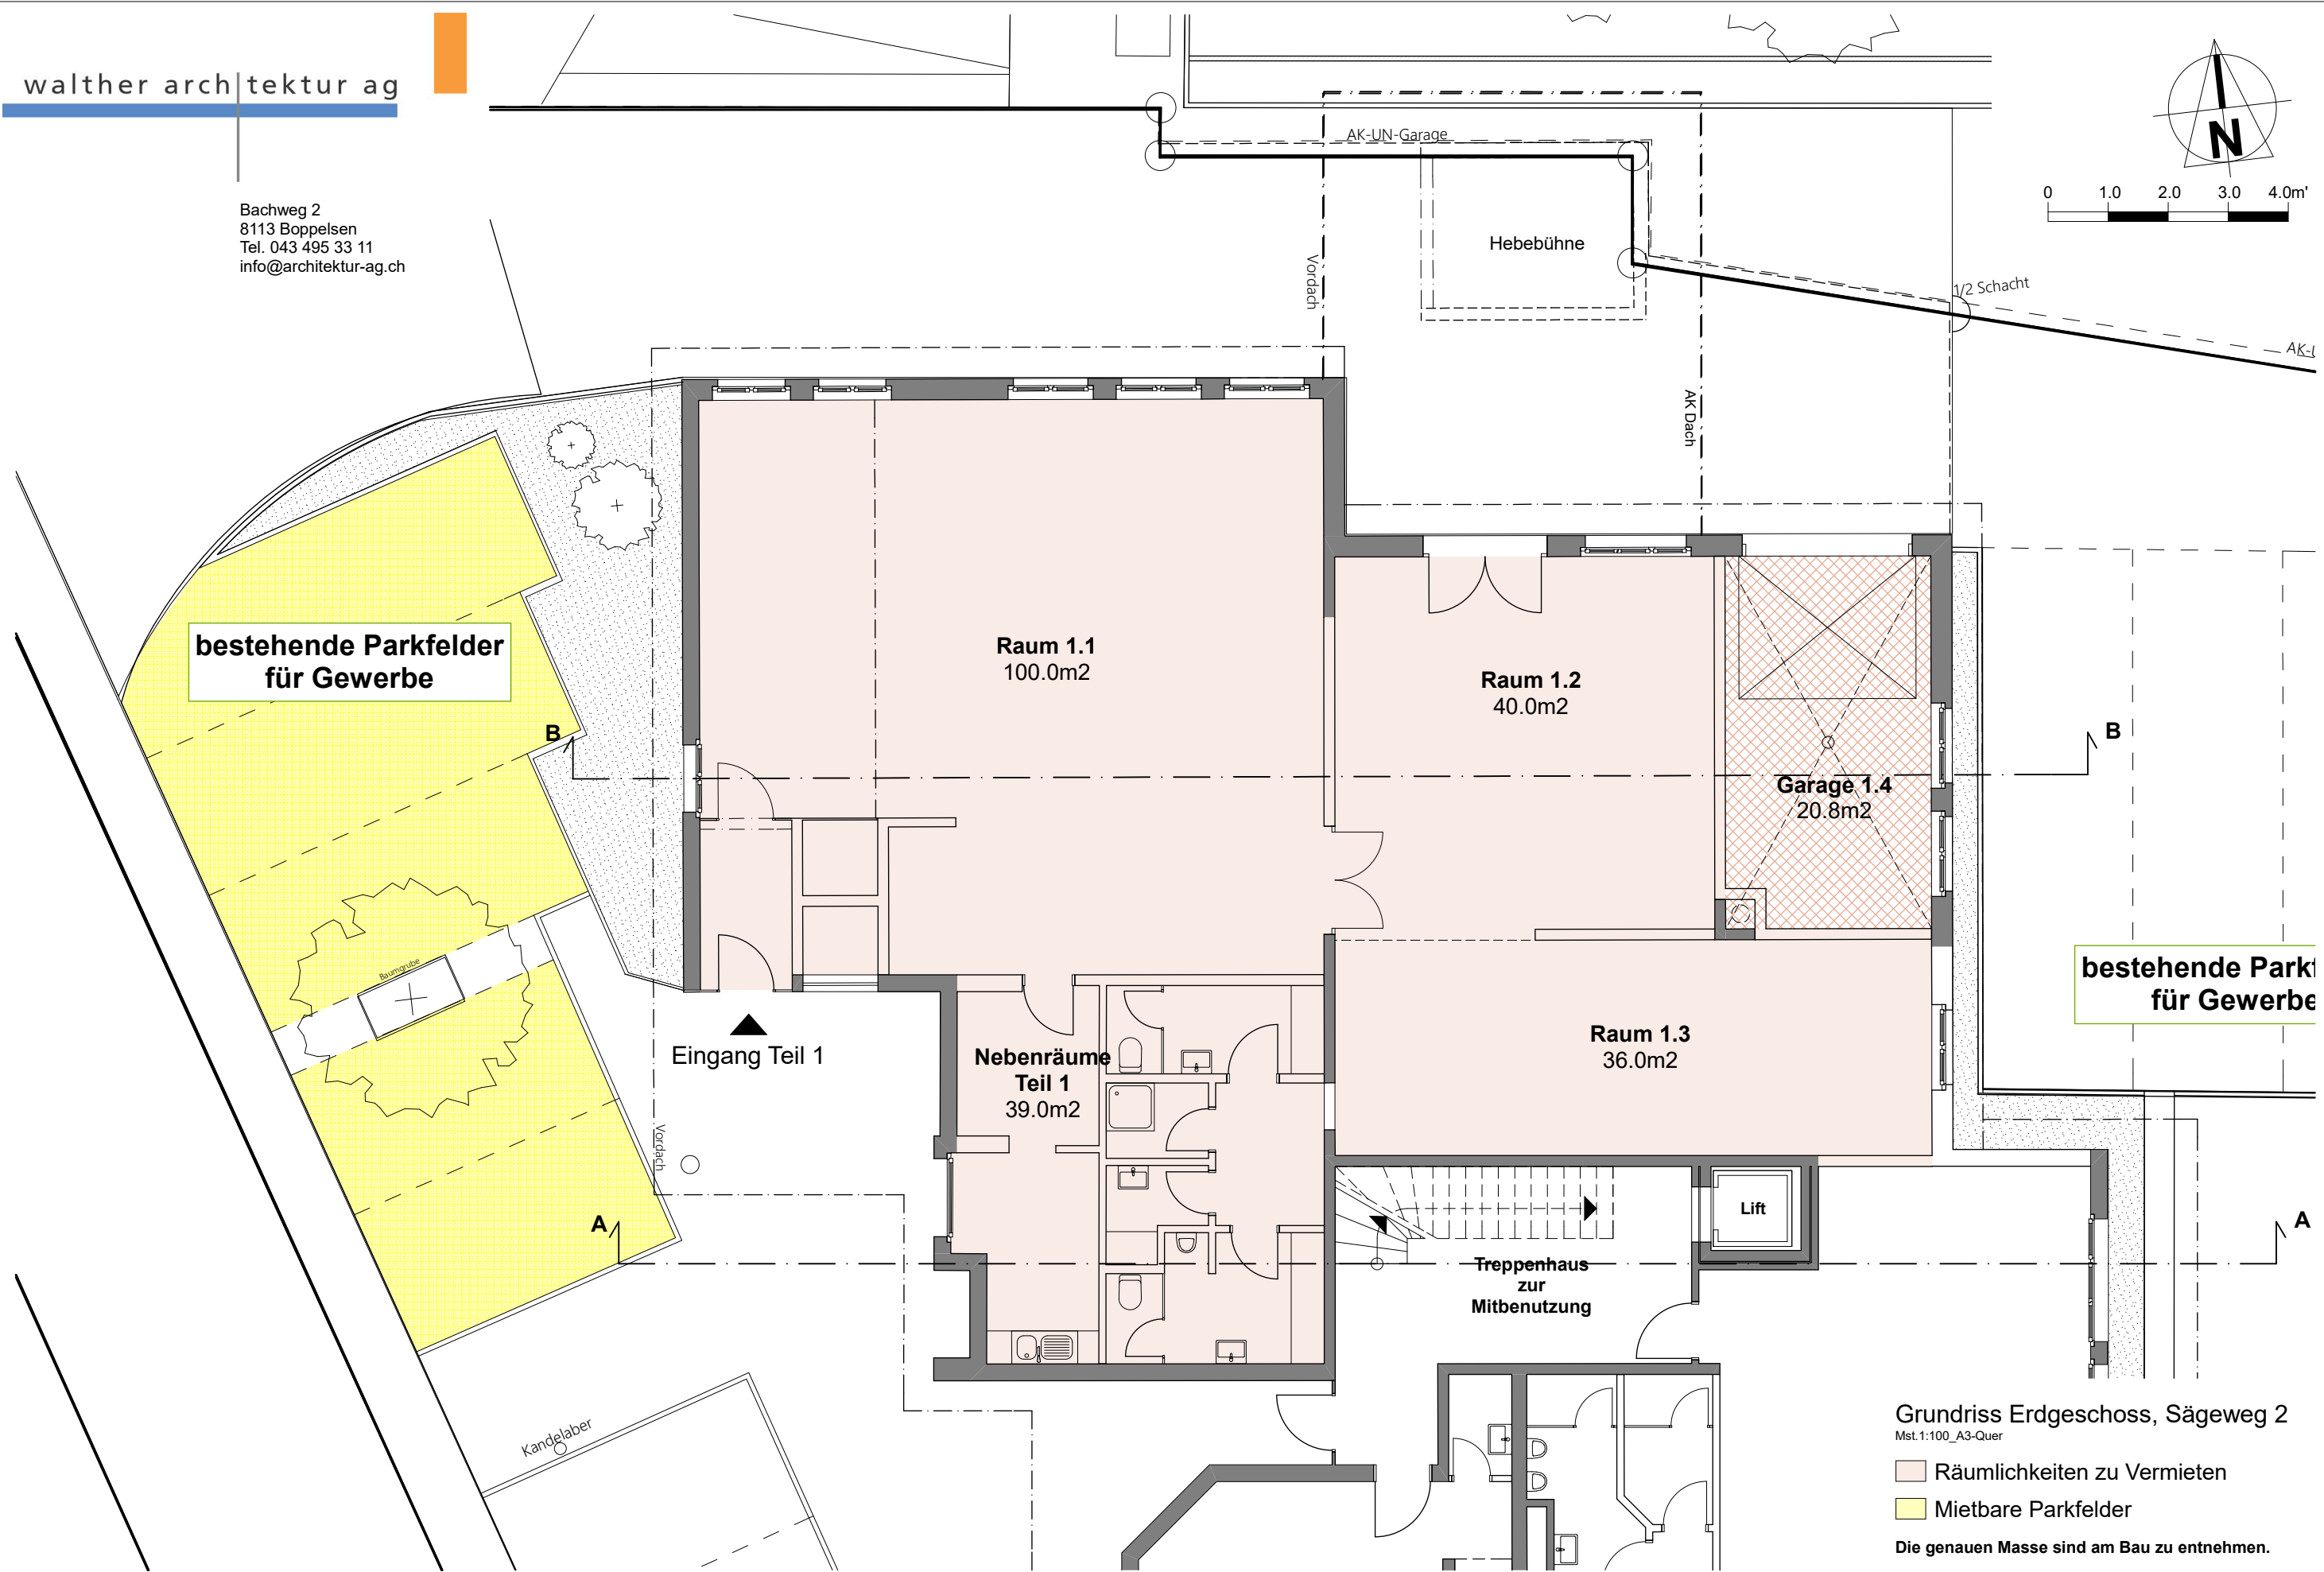 walther architektur ag
Bachweg 2
8113 Boppelsen
Tel. 043 495 33 11
info@architektur-ag.ch
N
0 1.0 2.0 3.0 4.0m'
AK-UN-Garage
Hebebühne
Vordach
1/2 Schacht
AK-U
AK Dach
bestehende Parkfelder
für Gewerbe
Raum 1.1
100.0m2
Raum 1.2
40.0m2
B
B
Garage 1.4
20.8m2
Baumgrube
bestehende Parkf
für Gewerbe
Eingang Teil 1
Nebenräume
Teil 1
39.0m2
Raum 1.3
36.0m2
Vordach
A
Lift
A
Treppenhaus
zur
Mitbenutzung
Kandelaber
Grundriss Erdgeschoss, Sägeweg 2
Mst.1:100_A3-Quer
Räumlichkeiten zu Vermieten
Mietbare Parkfelder
Die genauen Masse sind am Bau zu entnehmen.